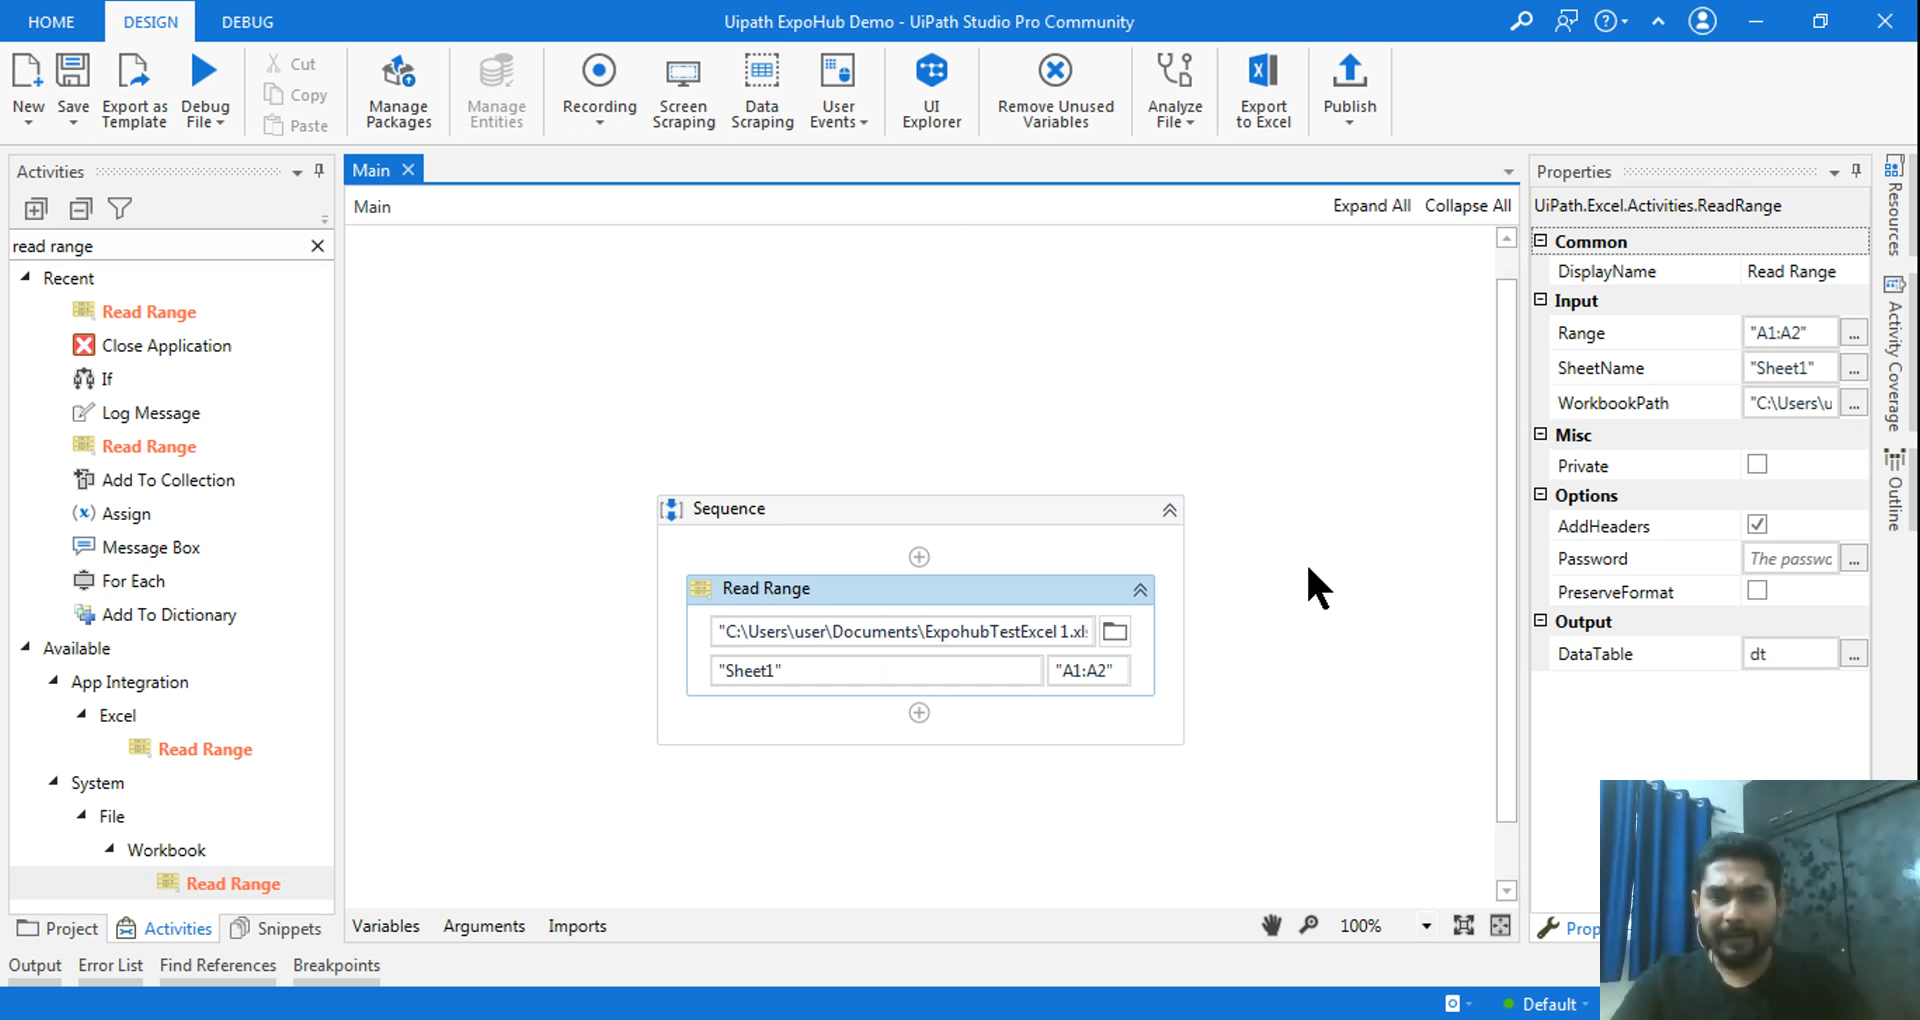 HOME DESIGN DEBUG Uipath ExpoHub Demo - UiPath Studio Pro Community
New Save Export as Template Debug File Cut Copy Paste Manage Packages Manage Entities Recording Screen Scraping Data Scraping User Events UI Explorer Remove Unused Variables Analyze File Export to Excel Publish
Activities
read range
Recent
Read Range
Close Application
If
Log Message
Read Range
Add To Collection
(x) Assign
Message Box
For Each
Add To Dictionary
Available
App Integration
Excel
Read Range
System
File
Workbook
Read Range
Project Activities Snippets
Main
Main Expand All Collapse All
Sequence
Read Range
"C:\Users\user\Documents\ExpohubTestExcel 1.xls
"Sheet1" "A1:A2"
Variables Arguments Imports 100%
Properties
UiPath.Excel.Activities.ReadRange
Common
DisplayName Read Range
Input
Range "A1:A2" ...
SheetName "Sheet1" ...
WorkbookPath "C:\Users\u ...
Misc
Private
Options
AddHeaders
Password The passwo ...
PreserveFormat
Output
DataTable dt ...
Prop
Resources
Activity Coverage
Outline
Output Error List Find References Breakpoints
Default